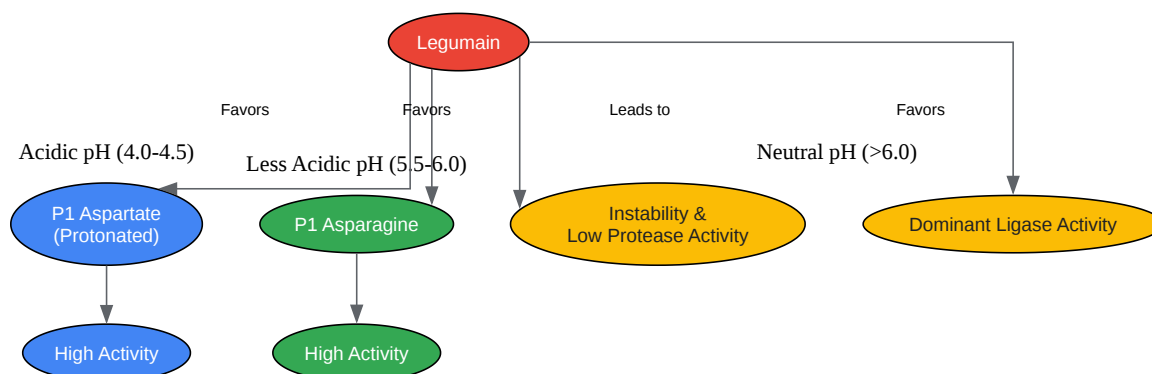 Legumain
Favors
Favors
Leads to
Favors
Acidic pH (4.0-4.5)
Less Acidic pH (5.5-6.0)
Neutral pH (>6.0)
P1 Aspartate
(Protonated)
P1 Asparagine
Instability &
Low Protease Activity
Dominant Ligase Activity
High Activity
High Activity